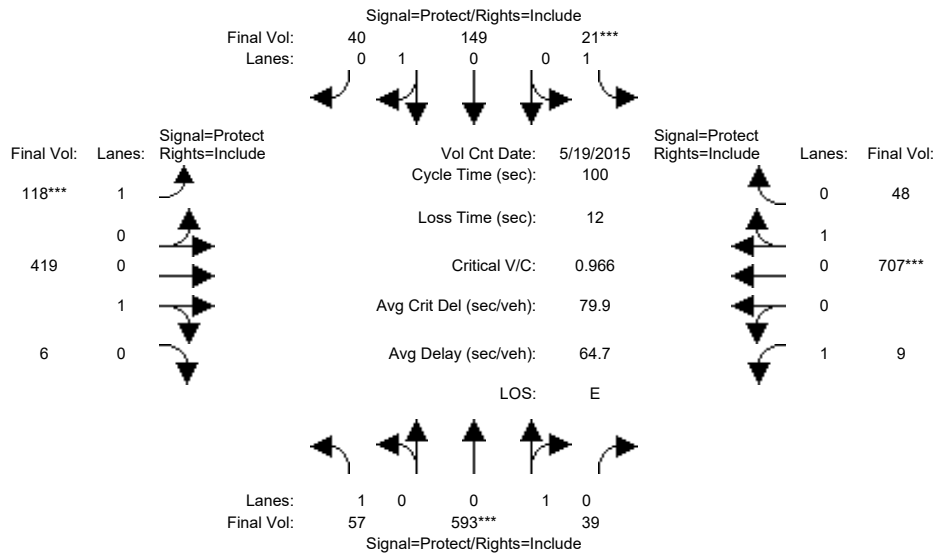 Signal=Protect/Rights=Include
Final Vol: 40 149 21***
Lanes: 0 1 0 0 1
Signal=Protect
Final Vol: Lanes: Rights=Include
Vol Cnt Date: 5/19/2015
Signal=Protect
Rights=Include Lanes: Final Vol:
Cycle Time (sec): 100
118*** 1
0 48
Loss Time (sec): 12
0
1
419 0
Critical V/C: 0.966
0 707***
1
Avg Crit Del (sec/veh): 79.9
0
6 0
Avg Delay (sec/veh): 64.7
1 9
LOS: E
Lanes: 1 0 0 1 0
Final Vol: 57 593*** 39
Signal=Protect/Rights=Include